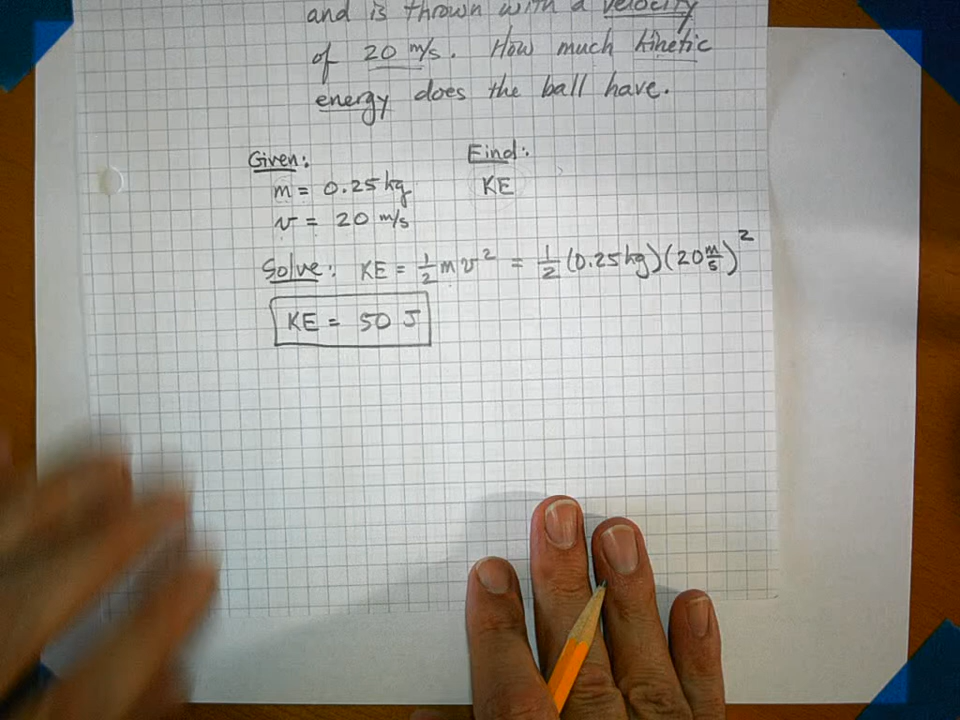 and is thrown with a velocity
of 20 m/s. How much kinetic
energy does the ball have.
Given: Find:
m = 0.25 kg KE
v = 20 m/s
Solve: KE = 1/2 m v² = 1/2 (0.25 kg)(20 m/s)²
KE = 50 J